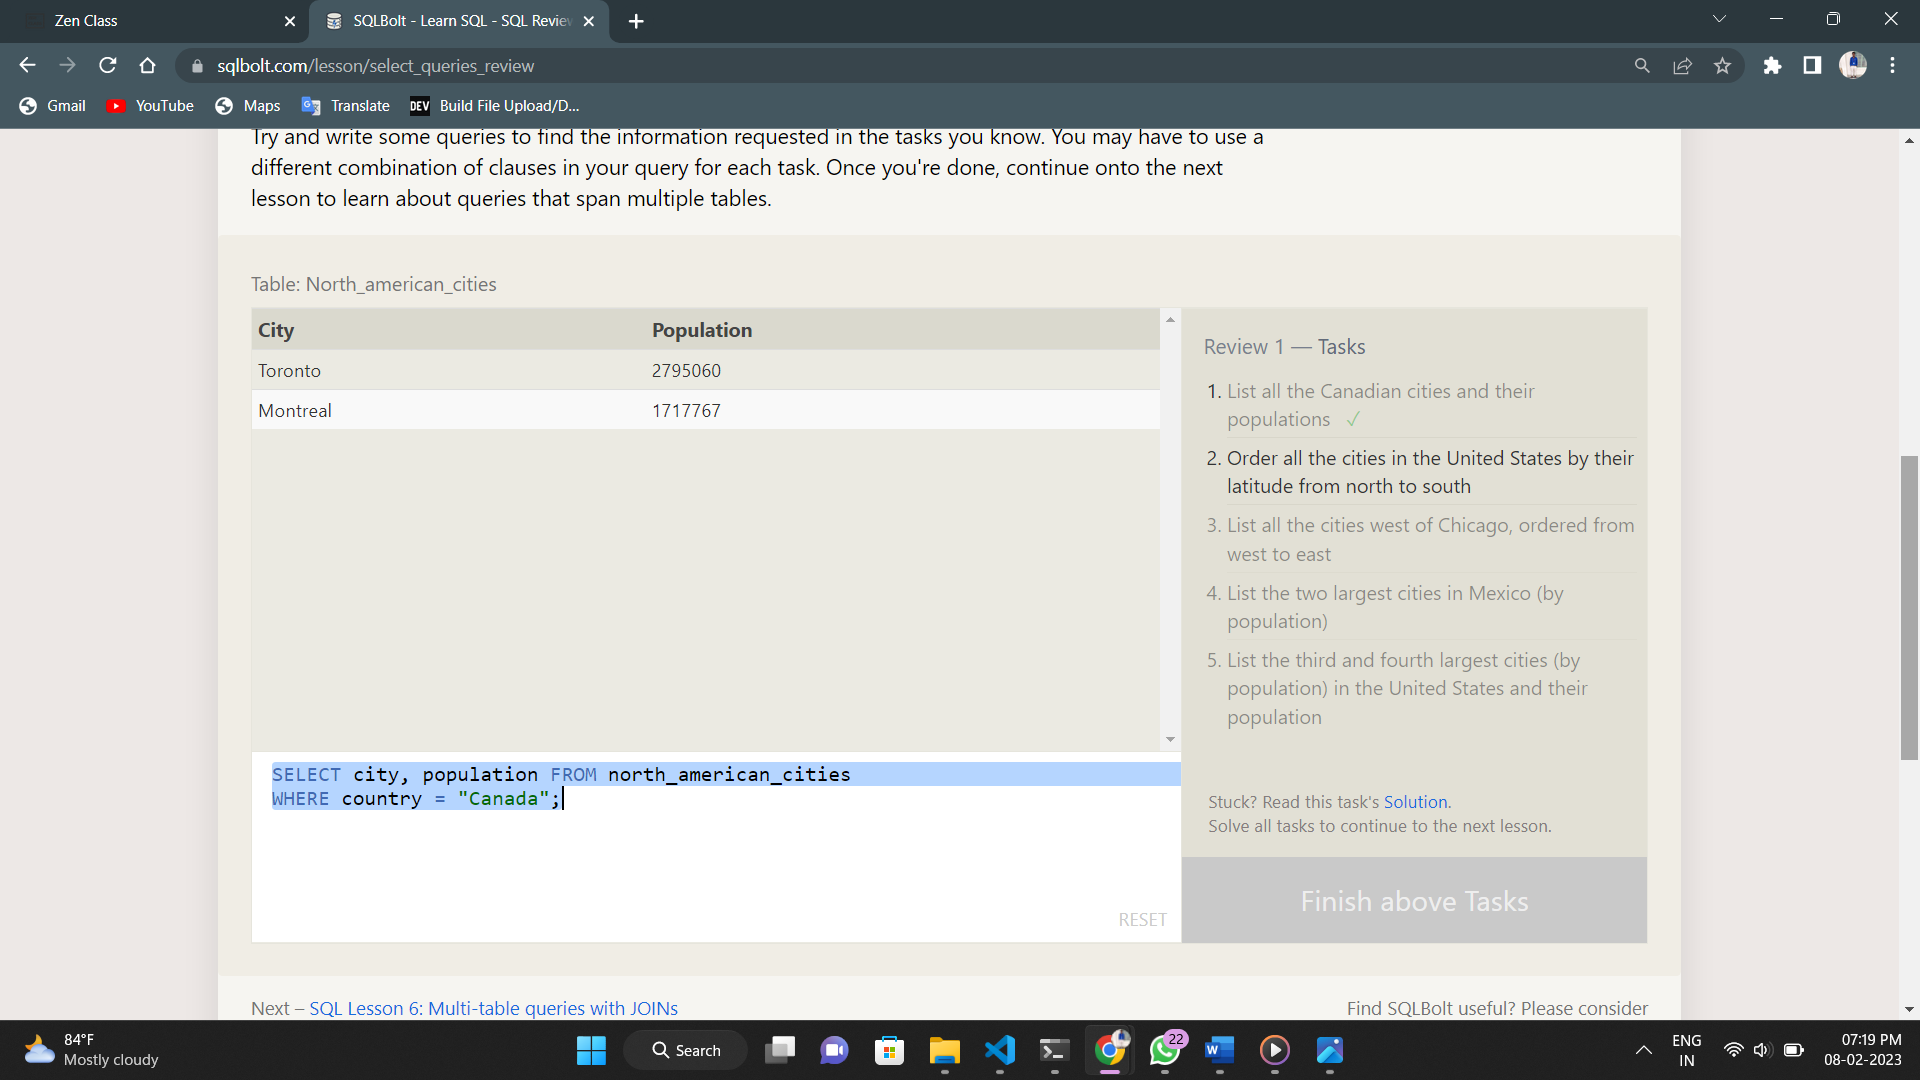 Zen Class
SQLBolt - Learn SQL - SQL Review
sqlbolt.com/lesson/select_queries_review
Gmail YouTube Maps Translate DEV Build File Upload/D...
Try and write some queries to find the information requested in the tasks you know. You may have to use a
different combination of clauses in your query for each task. Once you're done, continue onto the next
lesson to learn about queries that span multiple tables.
Table: North_american_cities
City Population
Toronto 2795060
Montreal 1717767
SELECT city, population FROM north_american_cities
WHERE country = "Canada";
RESET
Review 1 — Tasks
1. List all the Canadian cities and their
populations ✓
2. Order all the cities in the United States by their
latitude from north to south
3. List all the cities west of Chicago, ordered from
west to east
4. List the two largest cities in Mexico (by
population)
5. List the third and fourth largest cities (by
population) in the United States and their
population
Stuck? Read this task's Solution.
Solve all tasks to continue to the next lesson.
Finish above Tasks
Next – SQL Lesson 6: Multi-table queries with JOINs
Find SQLBolt useful? Please consider
84°F
Mostly cloudy
Search
22
ENG
IN
07:19 PM
08-02-2023